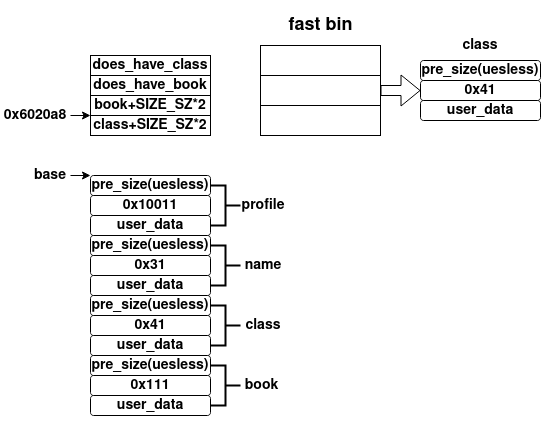 fast bin
class
does_have_class
does_have_book
book+SIZE_SZ*2
class+SIZE_SZ*2
0x6020a8
pre_size(uesless)
0x41
user_data
base
pre_size(uesless)
0x10011
user_data
profile
pre_size(uesless)
0x31
user_data
name
pre_size(uesless)
0x41
user_data
class
pre_size(uesless)
0x111
user_data
book